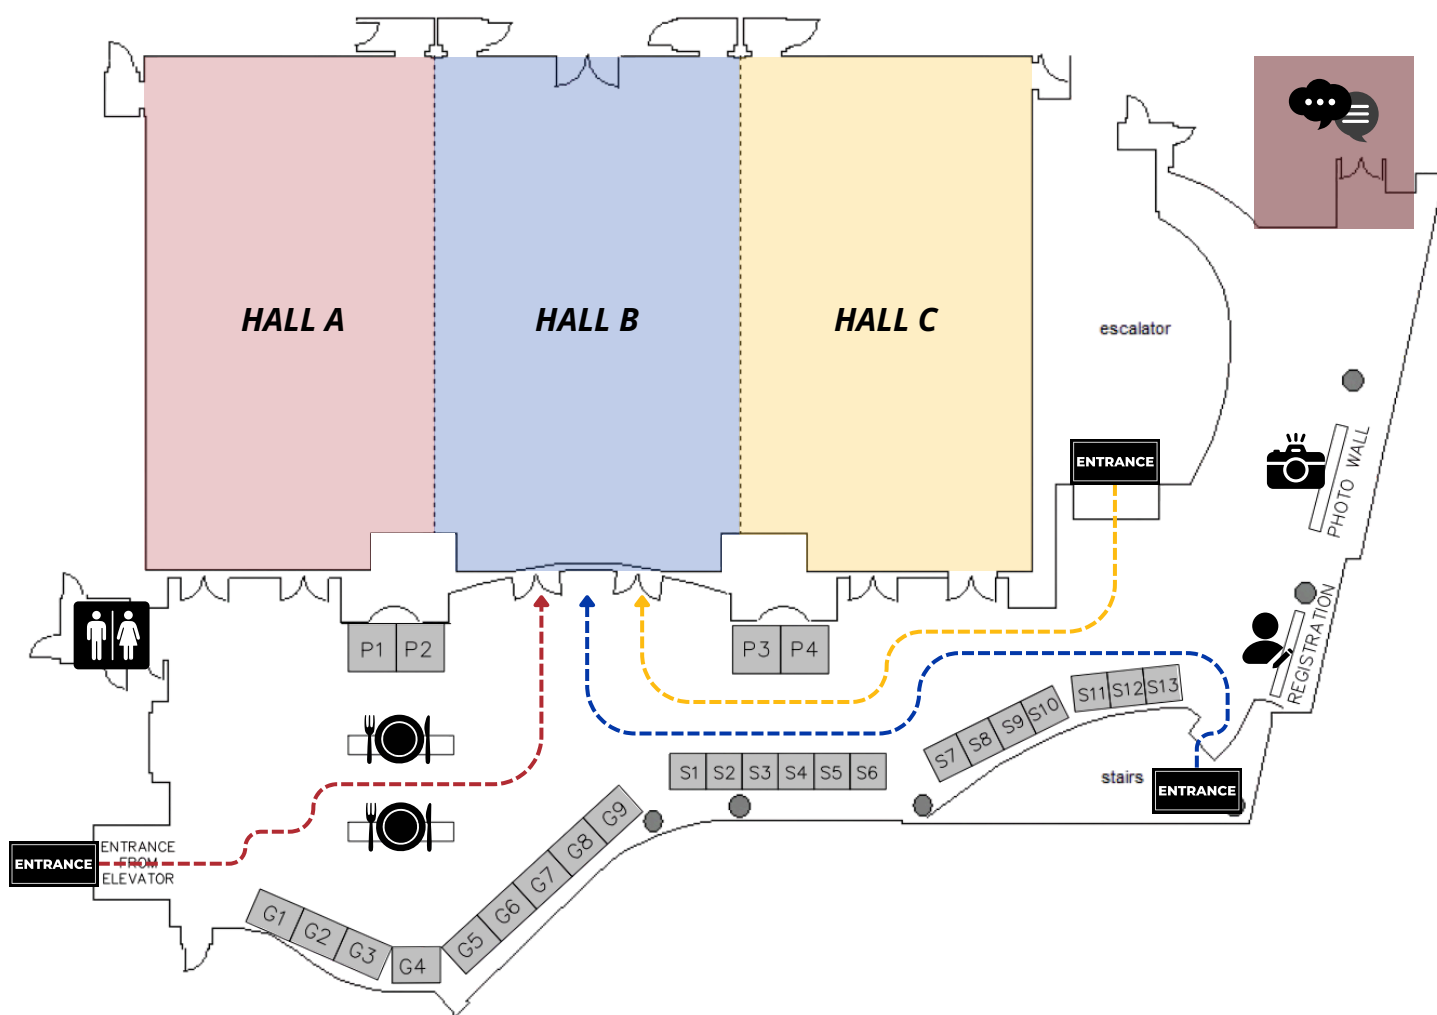 HALL A
HALL B
HALL C
escalator
ENTRANCE
PHOTO WALL
REGISTRATION
P1 P2
P3 P4
S11 S12 S13
S7 S8 S9 S10
S1 S2 S3 S4 S5 S6
stairs
ENTRANCE
ENTRANCE
ENTRANCE
FROM
ELEVATOR
G1 G2 G3 G4 G5 G6 G7 G8 G9